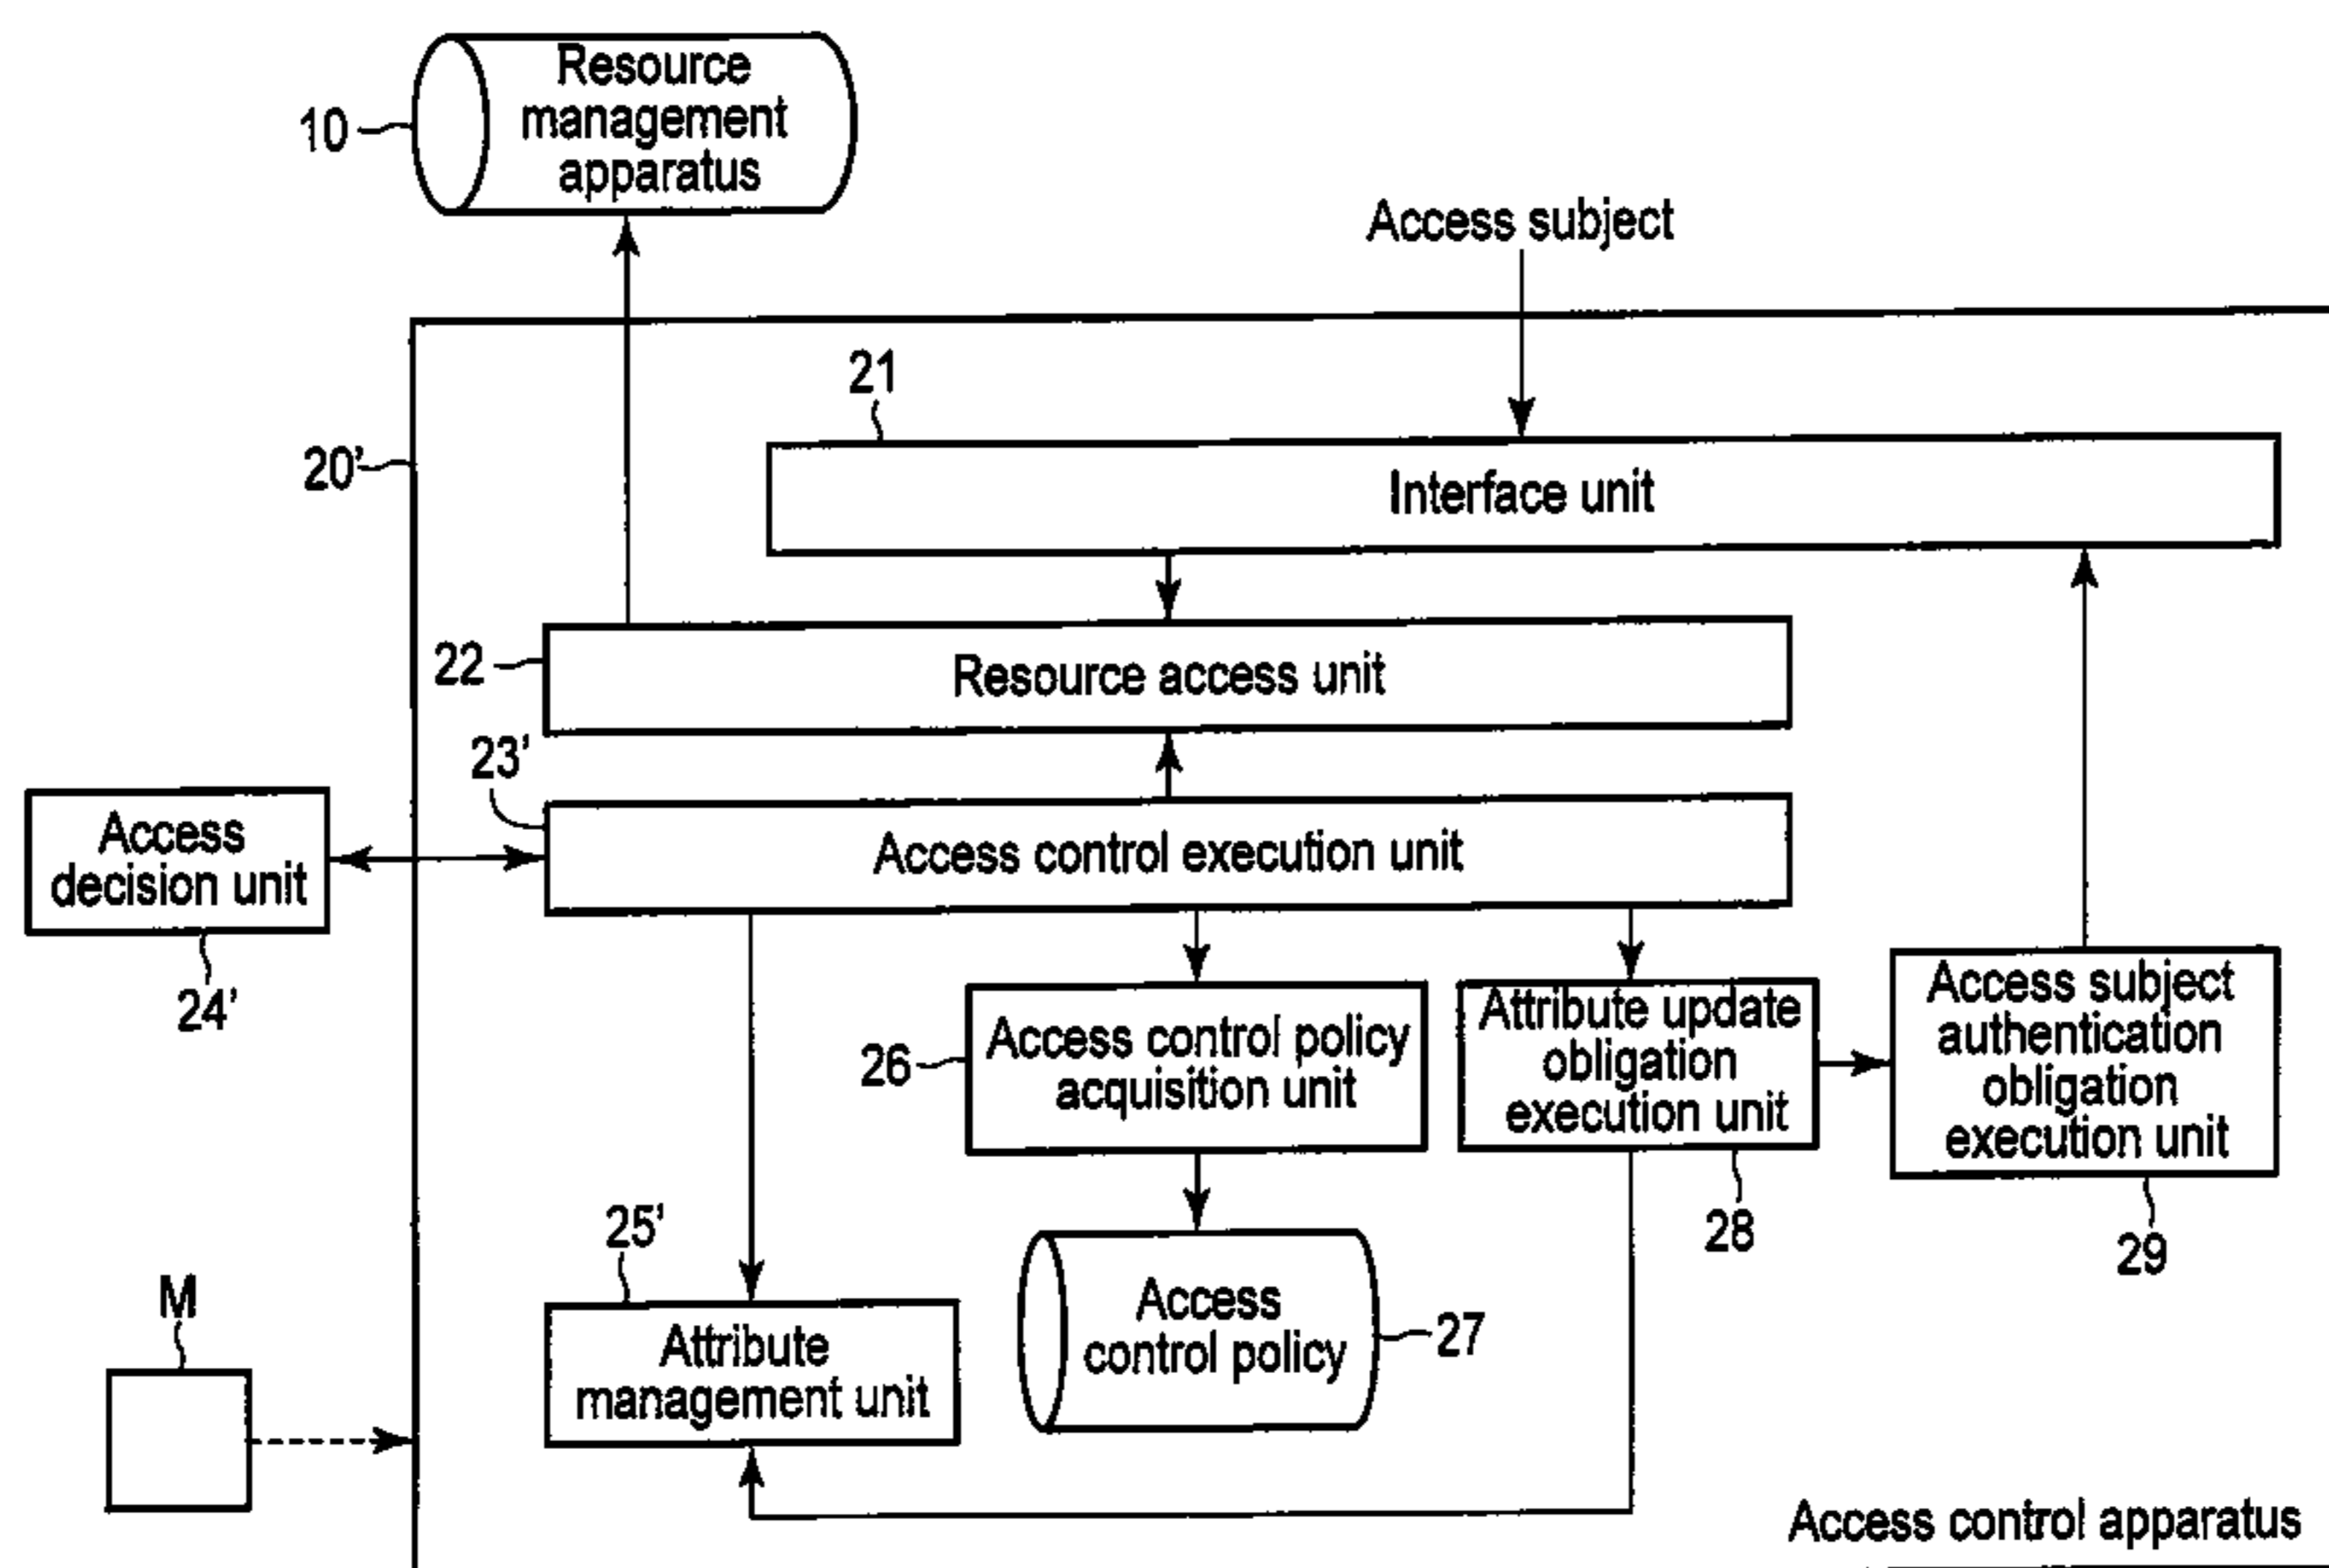 Resource
management
apparatus
10
Access subject
21
20'
Interface unit
22
Resource access unit
23'
Access
decision unit
Access control execution unit
24'
26
Access control policy
acquisition unit
Attribute update
obligation
execution unit
Access subject
authentication
obligation
execution unit
28
29
25'
M
Attribute
management unit
Access
control policy
27
Access control apparatus